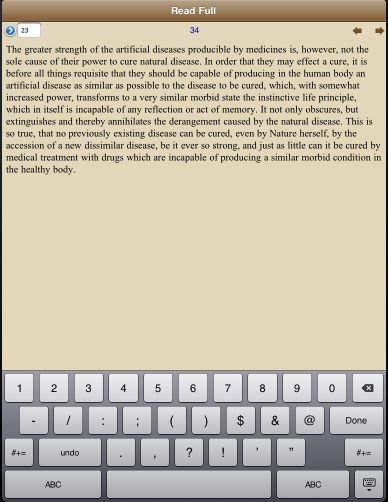 Read Full
23
34
The greater strength of the artificial diseases producible by medicines is, however, not the
sole cause of their power to cure natural disease. In order that they may effect a cure, it is
before all things requisite that they should be capable of producing in the human body an
artificial disease as similar as possible to the disease to be cured, which, with somewhat
increased power, transforms to a very similar morbid state the instinctive life principle,
which in itself is incapable of any reflection or act of memory. It not only obscures, but
extinguishes and thereby annihilates the derangement caused by the natural disease. This is
so true, that no previously existing disease can be cured, even by Nature herself, by the
accession of a new dissimilar disease, be it ever so strong, and just as little can it be cured by
medical treatment with drugs which are incapable of producing a similar morbid condition in
the healthy body.
1 2 3 4 5 6 7 8 9 0
- / : ; ( ) $ & @ Done
#+= undo . , ? ! ' " #+=
ABC ABC